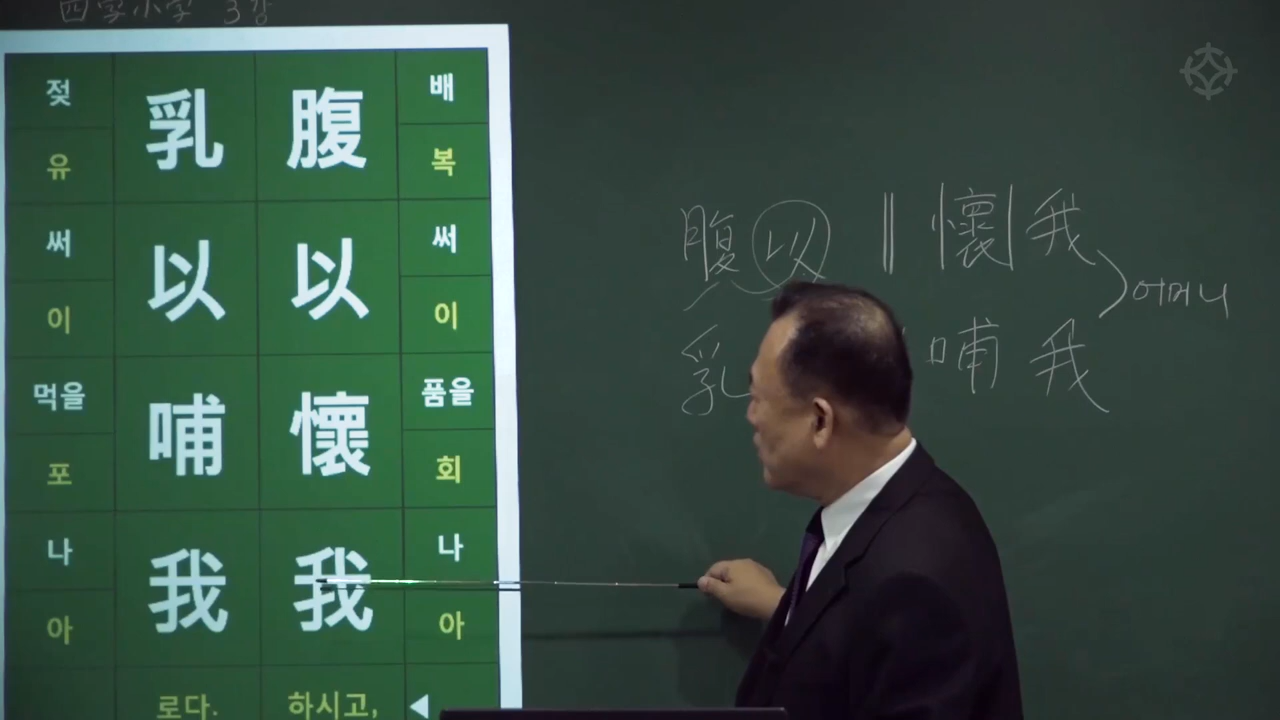 四字小学 3강
젖 乳 腹 배
유 복
써 以 以 써
이 이
먹을 哺 懷 품을
포 회
나 我 我 나
아 아
로다. 하시고,
腹 以 懷 我
乳 哺 我
어머니